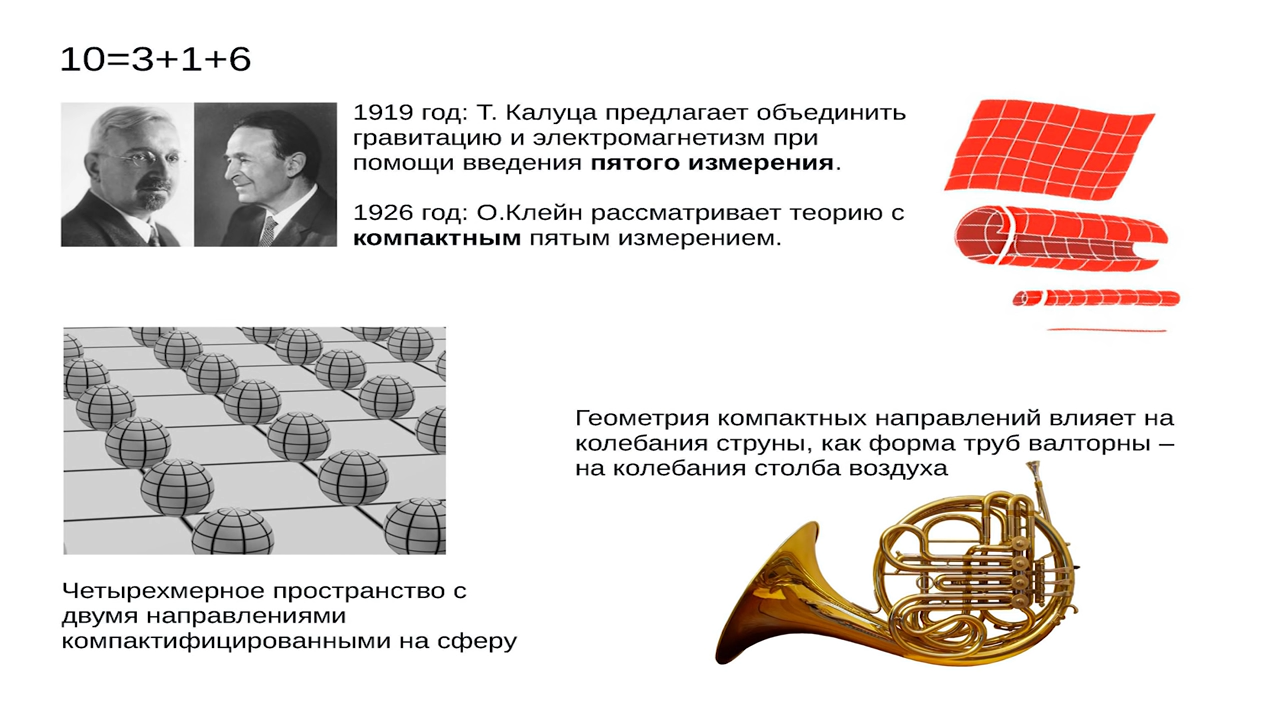 10=3+1+6
1919 год: Т. Калуца предлагает объединить
гравитацию и электромагнетизм при
помощи введения пятого измерения.
1926 год: О.Клейн рассматривает теорию с
компактным пятым измерением.
Геометрия компактных направлений влияет на
колебания струны, как форма труб валторны –
на колебания столба воздуха
Четырехмерное пространство с
двумя направлениями
компактифицированными на сферу